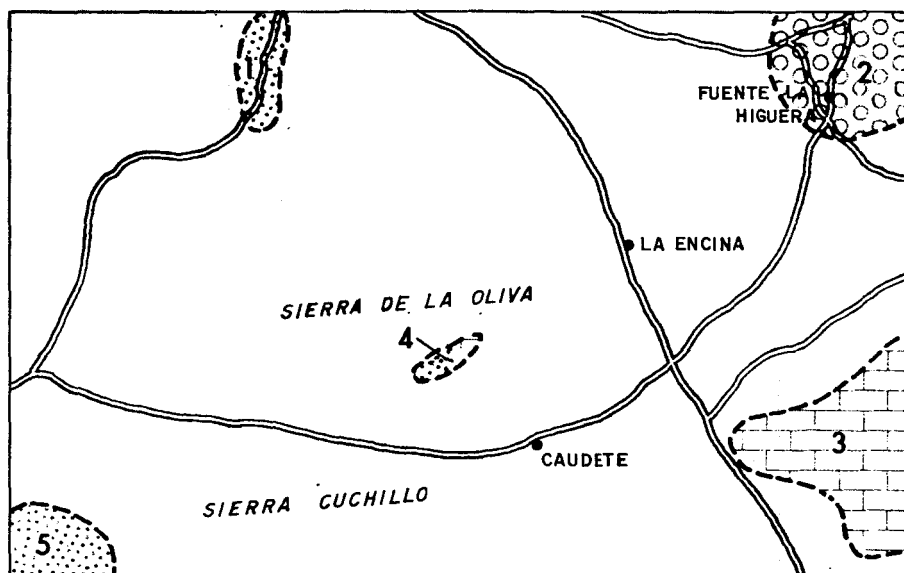 1
2
FUENTE LA
HIGUERA
LA ENCINA
SIERRA DE LA OLIVA
4
3
CAUDETE
SIERRA CUCHILLO
5